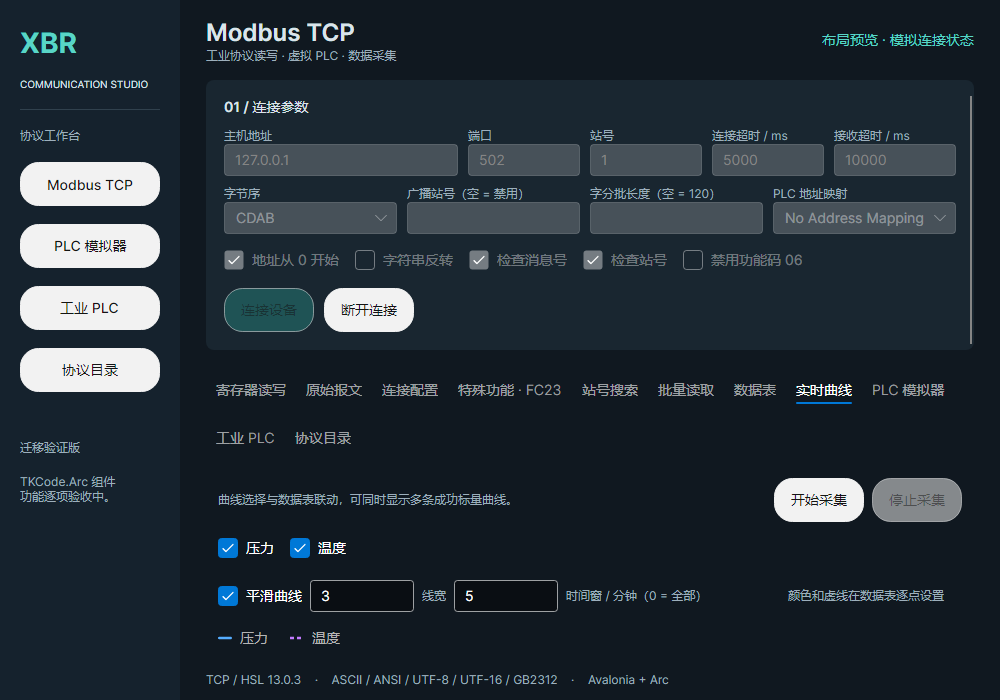 XBR
COMMUNICATION STUDIO
协议工作台
Modbus TCP
PLC 模拟器
工业 PLC
协议目录
迁移验证版
TKCode.Arc 组件
功能逐项验收中。
Modbus TCP
工业协议读写 · 虚拟 PLC · 数据采集
布局预览 · 模拟连接状态
01 / 连接参数
主机地址 端口 站号 连接超时 / ms 接收超时 / ms
127.0.0.1 502 1 5000 10000
字节序 广播站号（空 = 禁用） 字分批长度（空 = 120） PLC 地址映射
CDAB No Address Mapping
地址从 0 开始 字符串反转 检查消息号 检查站号 禁用功能码 06
连接设备 断开连接
寄存器读写 原始报文 连接配置 特殊功能 · FC23 站号搜索 批量读取 数据表 实时曲线 PLC 模拟器
工业 PLC 协议目录
曲线选择与数据表联动，可同时显示多条成功标量曲线。 开始采集 停止采集
压力 温度
平滑曲线 3 线宽 5 时间窗 / 分钟（0 = 全部） 颜色和虚线在数据表逐点设置
压力 温度
TCP / HSL 13.0.3 · ASCII / ANSI / UTF-8 / UTF-16 / GB2312 · Avalonia + Arc